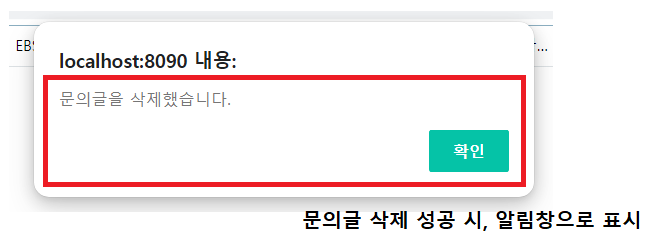 EBS
localhost:8090 내용:
문의글을 삭제했습니다.
확인
문의글 삭제 성공 시, 알림창으로 표시